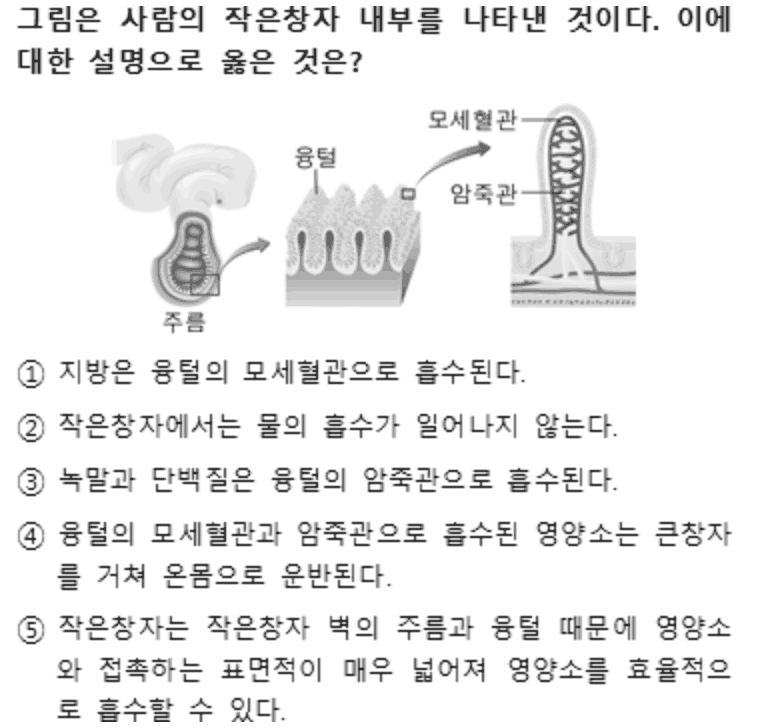 그림은 사람의 작은창자 내부를 나타낸 것이다. 이에
대한 설명으로 옳은 것은?
모세혈관
융털
암죽관
주름
① 지방은 융털의 모세혈관으로 흡수된다.
② 작은창자에서는 물의 흡수가 일어나지 않는다.
③ 녹말과 단백질은 융털의 암죽관으로 흡수된다.
④ 융털의 모세혈관과 암죽관으로 흡수된 영양소는 큰창자
를 거쳐 온몸으로 운반된다.
⑤ 작은창자는 작은창자 벽의 주름과 융털 때문에 영양소
와 접촉하는 표면적이 매우 넓어져 영양소를 효율적으
로 흡수할 수 있다.